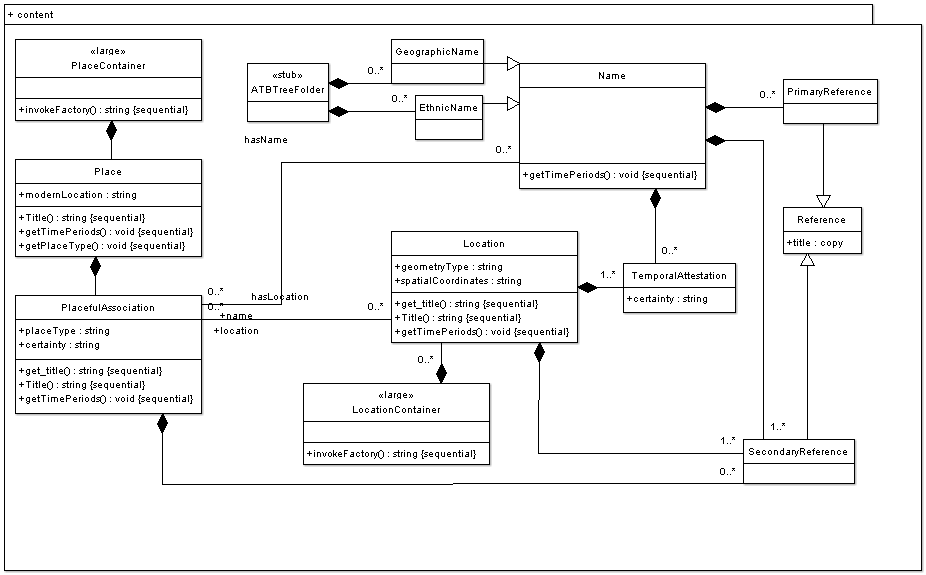 + content
«large»
PlaceContainer
+invokeFactory() : string {sequential}
«stub»
ATBTreeFolder
0..*
GeographicName
0..*
EthnicName
Name
+getTimePeriods() : void {sequential}
0..*
PrimaryReference
hasName
0..*
Place
+modernLocation : string
+Title() : string {sequential}
+getTimePeriods() : void {sequential}
+getPlaceType() : void {sequential}
Reference
+title : copy
Location
+geometryType : string
+spatialCoordinates : string
+get_title() : string {sequential}
+Title() : string {sequential}
+getTimePeriods() : void {sequential}
0..*
1..*
TemporalAttestation
+certainty : string
PlacefulAssociation
+placeType : string
+certainty : string
+get_title() : string {sequential}
+Title() : string {sequential}
+getTimePeriods() : void {sequential}
0..*
hasLocation
0..*
+name
+location
0..*
0..*
«large»
LocationContainer
+invokeFactory() : string {sequential}
1..*
1..*
0..*
SecondaryReference